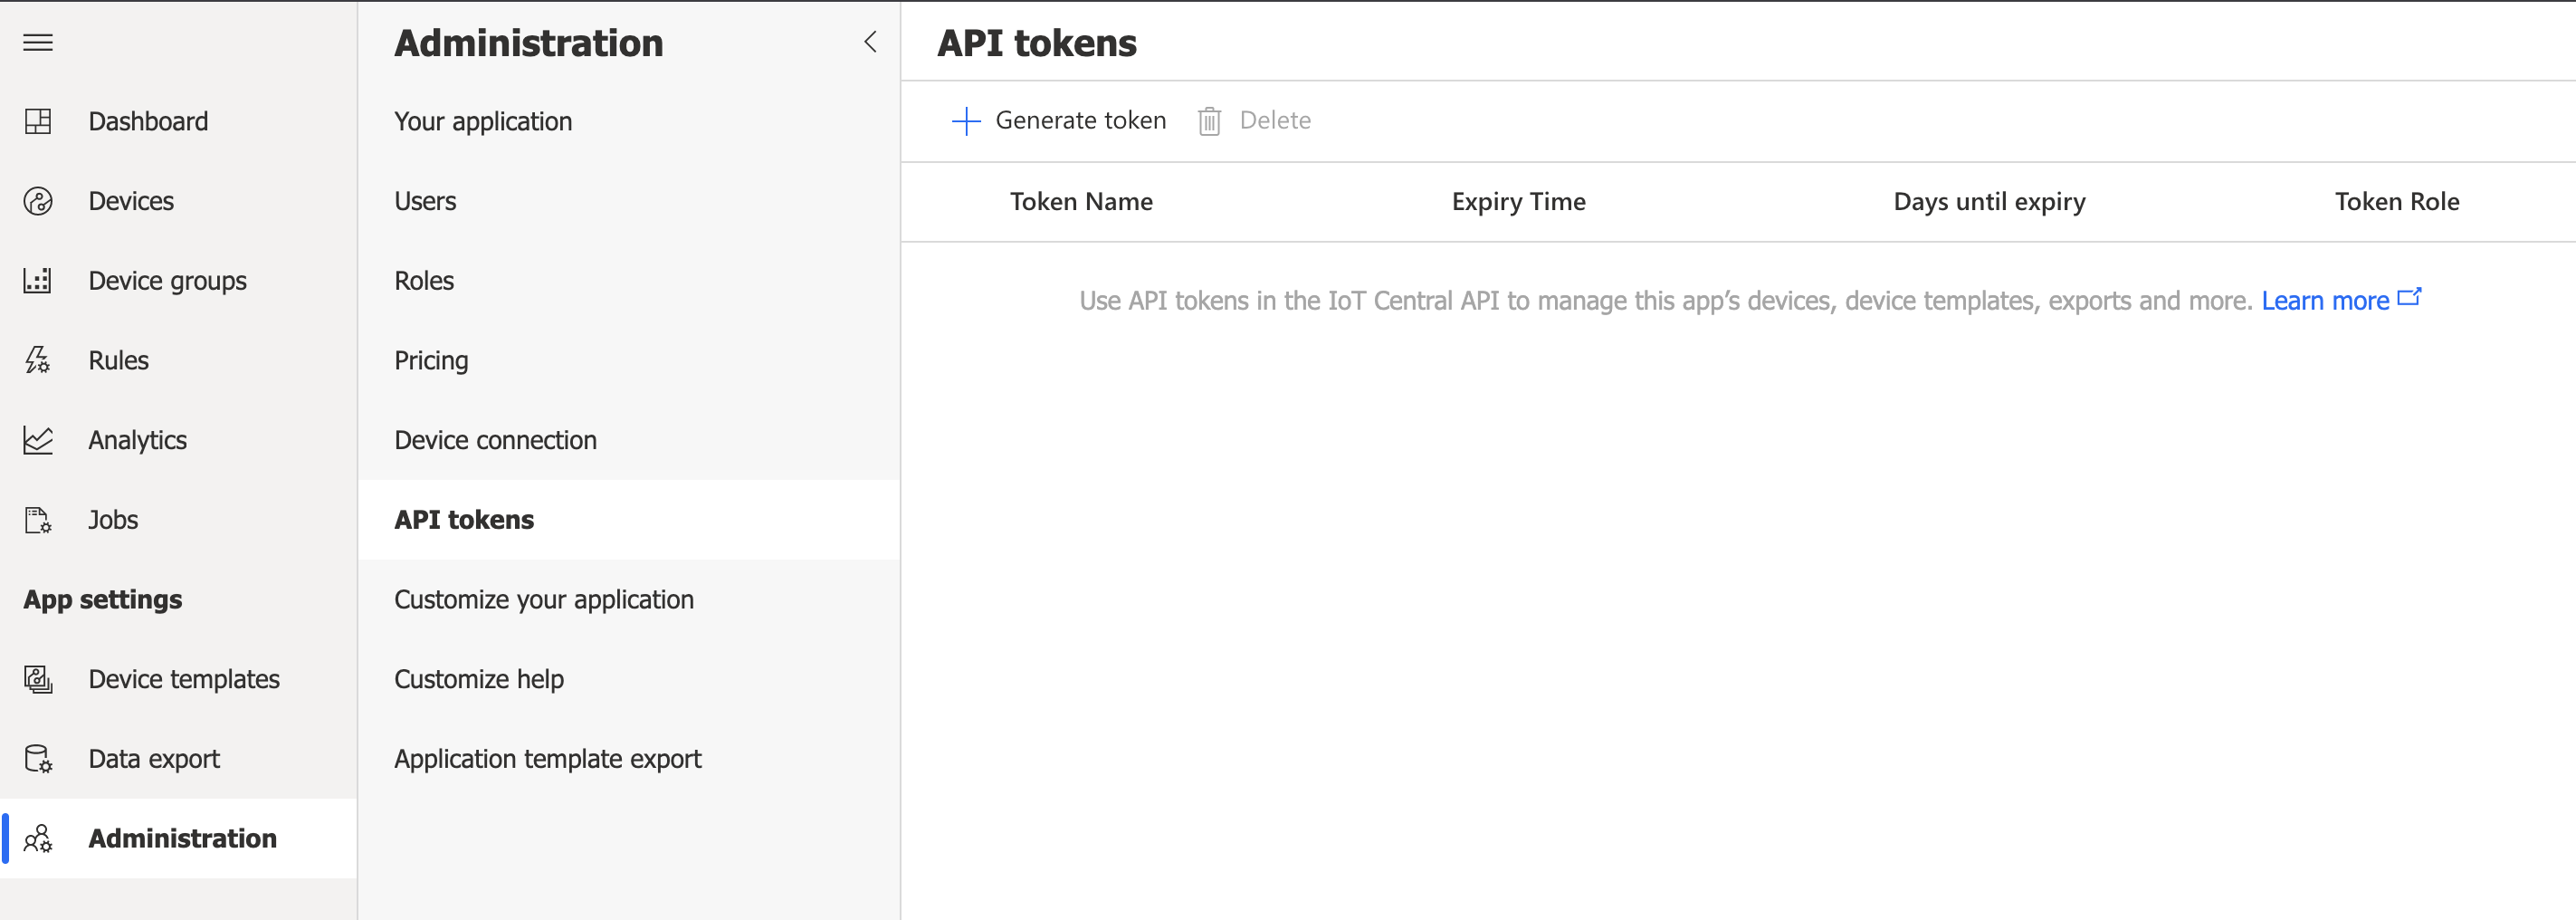 Dashboard
Devices
Device groups
Rules
Analytics
Jobs
App settings
Device templates
Data export
Administration
Administration
Your application
Users
Roles
Pricing
Device connection
API tokens
Customize your application
Customize help
Application template export
API tokens
Generate token Delete
Token Name Expiry Time Days until expiry Token Role
Use API tokens in the IoT Central API to manage this app’s devices, device templates, exports and more. Learn more